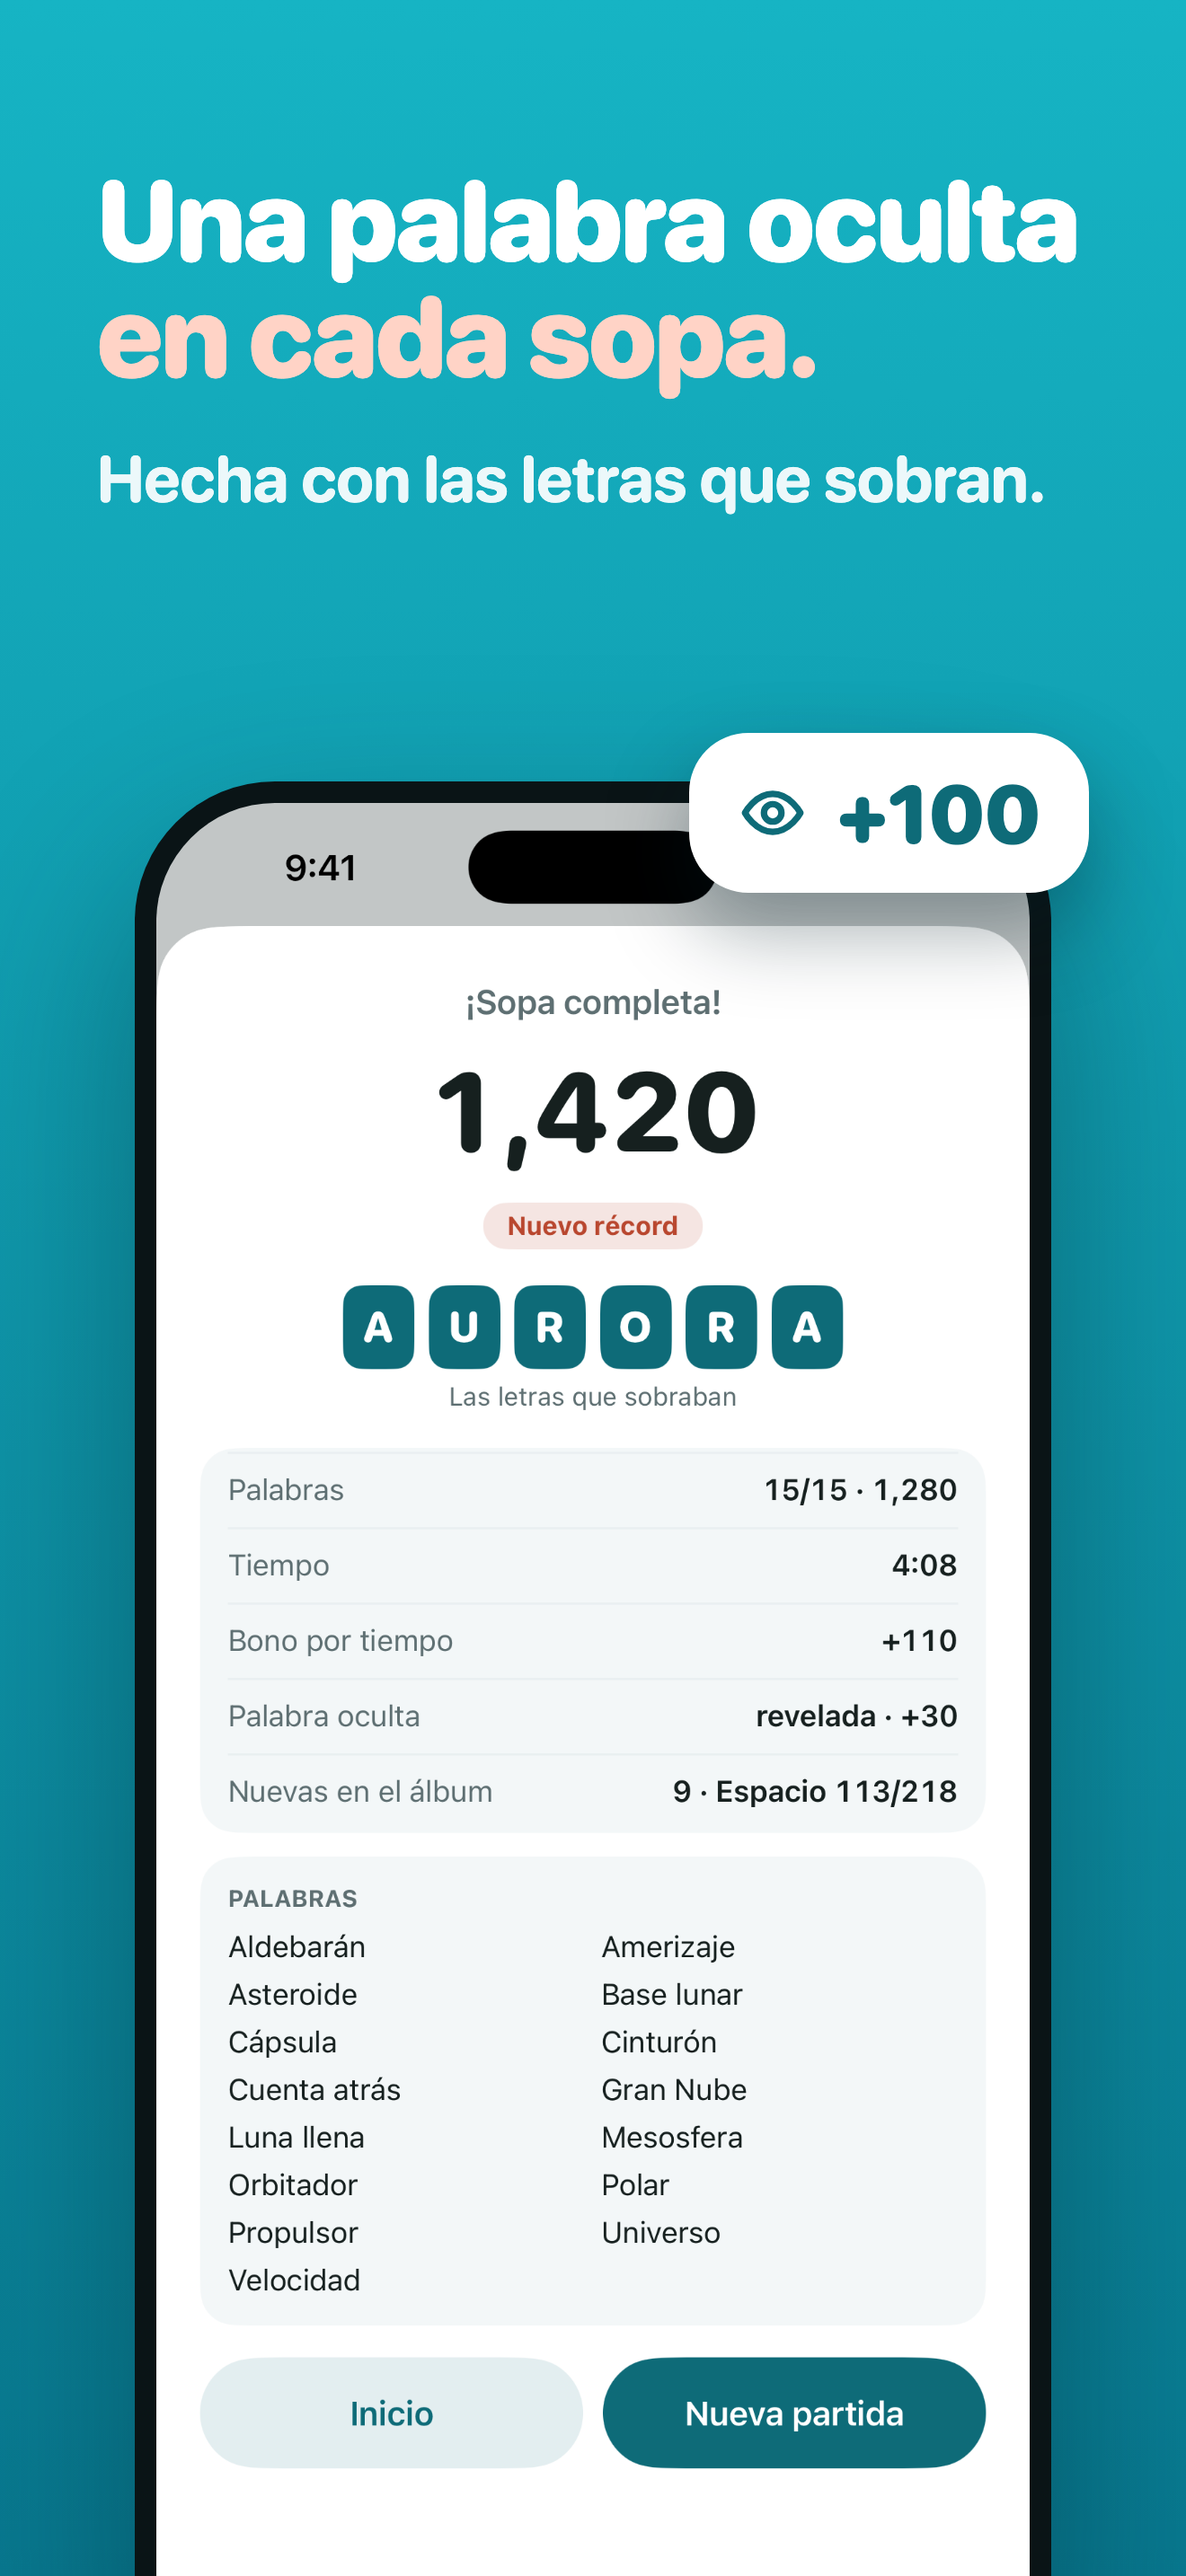 Una palabra oculta
en cada sopa.
Hecha con las letras que sobran.
+100
9:41
¡Sopa completa!
1,420
Nuevo récord
A U R O R A
Las letras que sobraban
Palabras 15/15 · 1,280
Tiempo 4:08
Bono por tiempo +110
Palabra oculta revelada · +30
Nuevas en el álbum 9 · Espacio 113/218
PALABRAS
Aldebarán Amerizaje
Asteroide Base lunar
Cápsula Cinturón
Cuenta atrás Gran Nube
Luna llena Mesosfera
Orbitador Polar
Propulsor Universo
Velocidad
Inicio Nueva partida